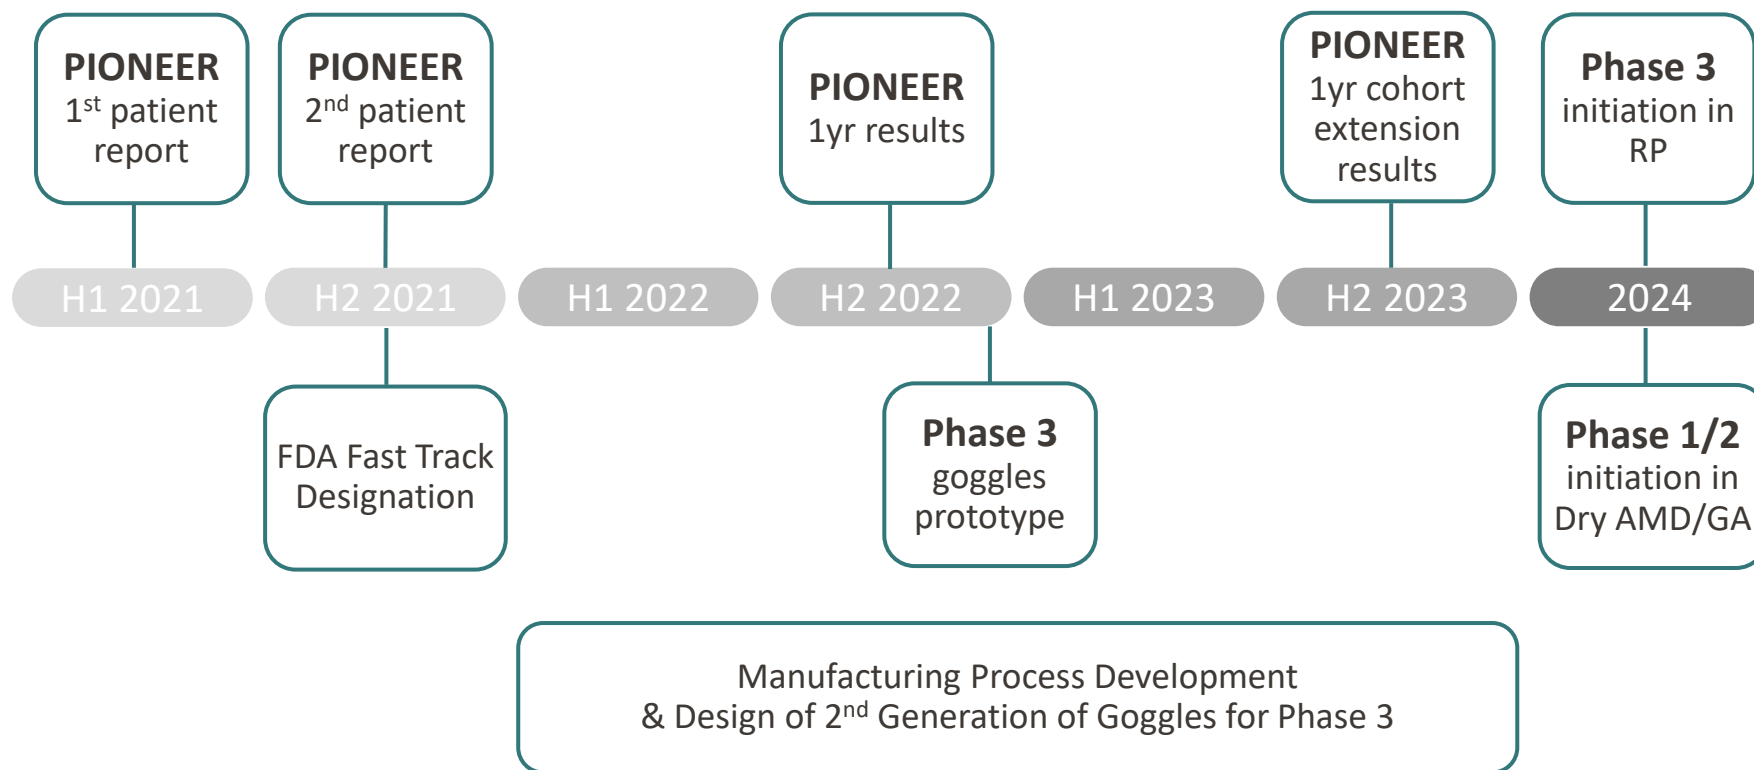 PIONEER
1st patient
report
PIONEER
2nd patient
report
PIONEER
1yr results
PIONEER
1yr cohort
extension
results
Phase 3
initiation in
RP
H1 2021
H2 2021
H1 2022
H2 2022
H1 2023
H2 2023
2024
FDA Fast Track
Designation
Phase 3
goggles
prototype
Phase 1/2
initiation in
Dry AMD/GA
Manufacturing Process Development
& Design of 2nd Generation of Goggles for Phase 3